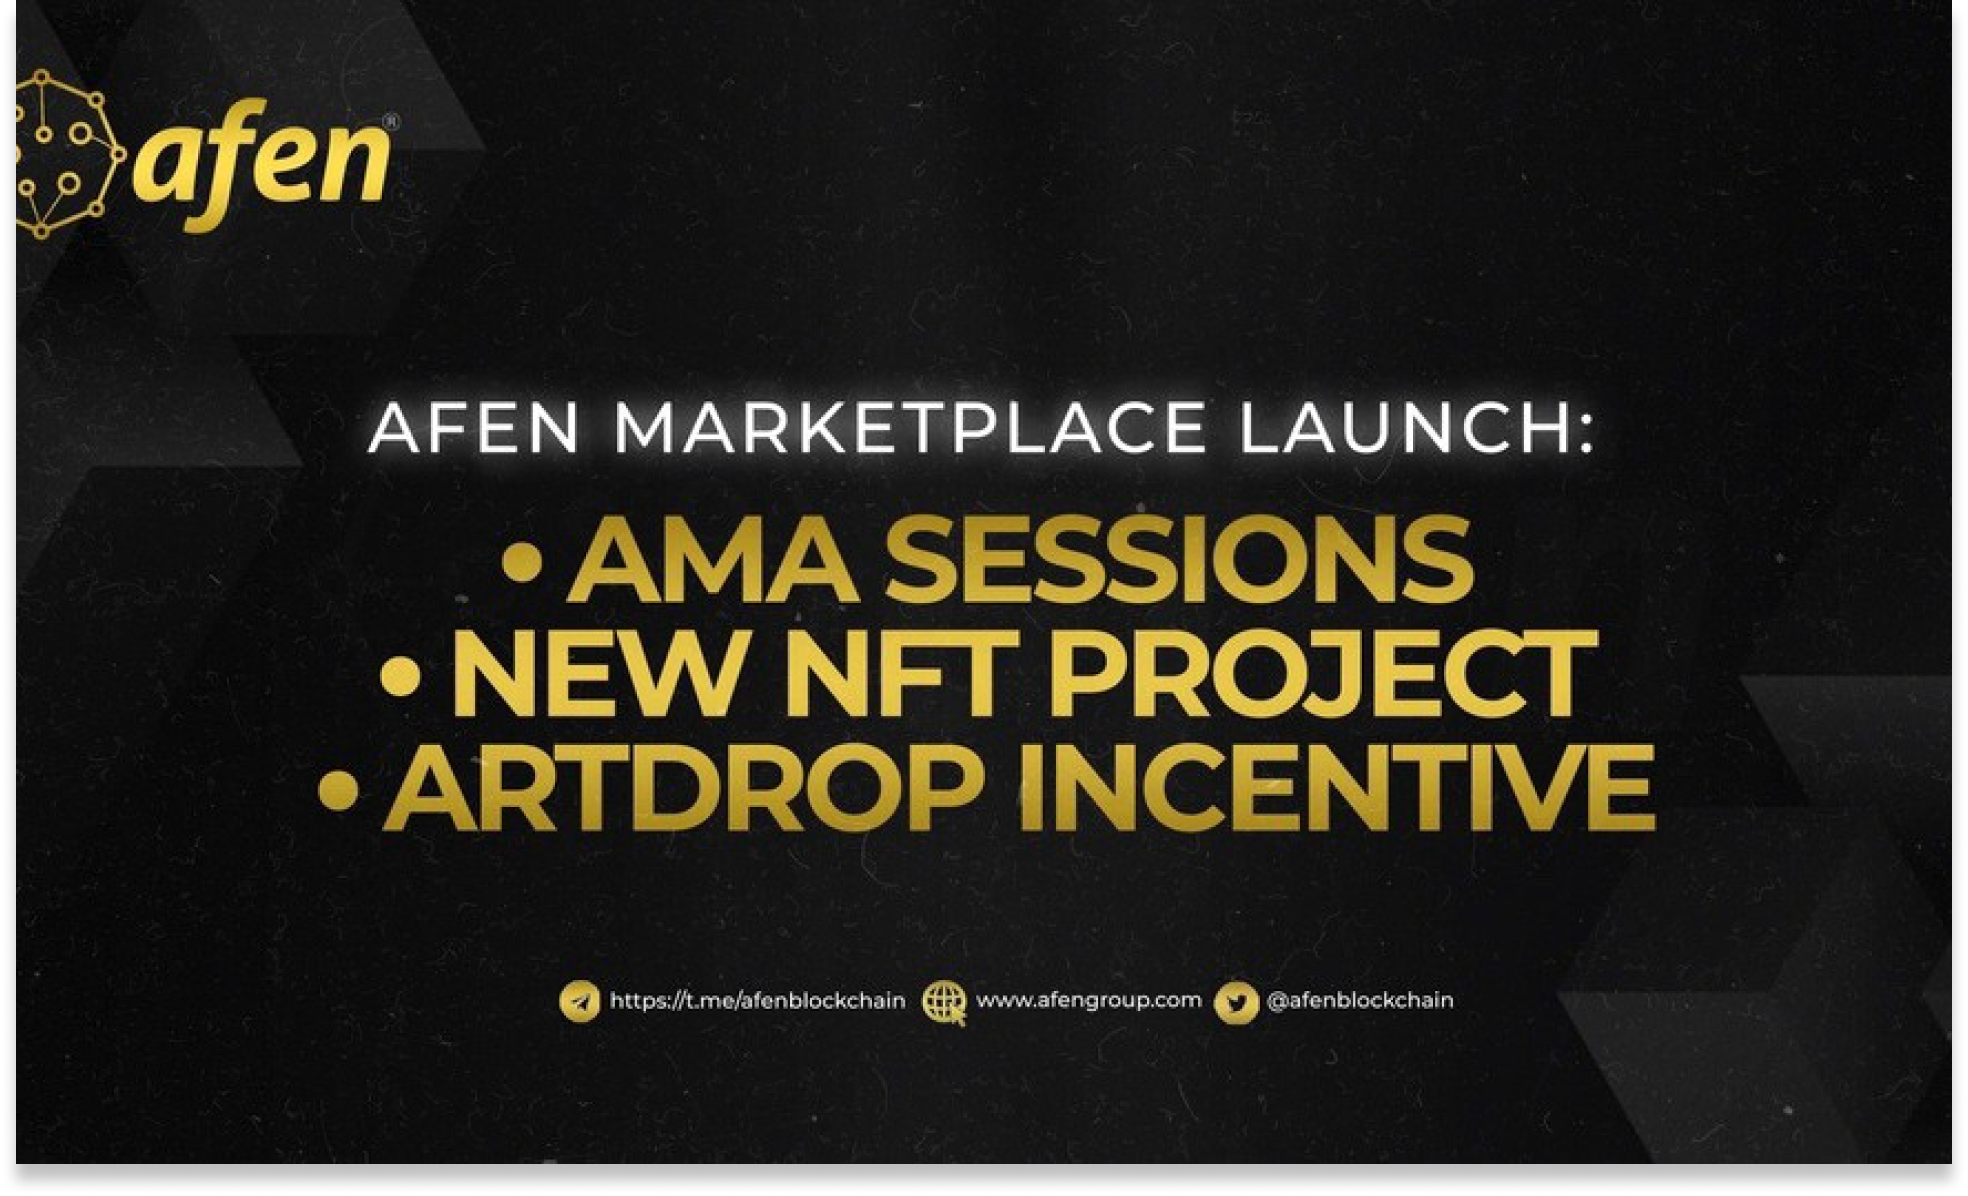 afen®
AFEN MARKETPLACE LAUNCH:
• AMA SESSIONS
• NEW NFT PROJECT
• ARTDROP INCENTIVE
https://t.me/afenblockchain www.afengroup.com @afenblockchain